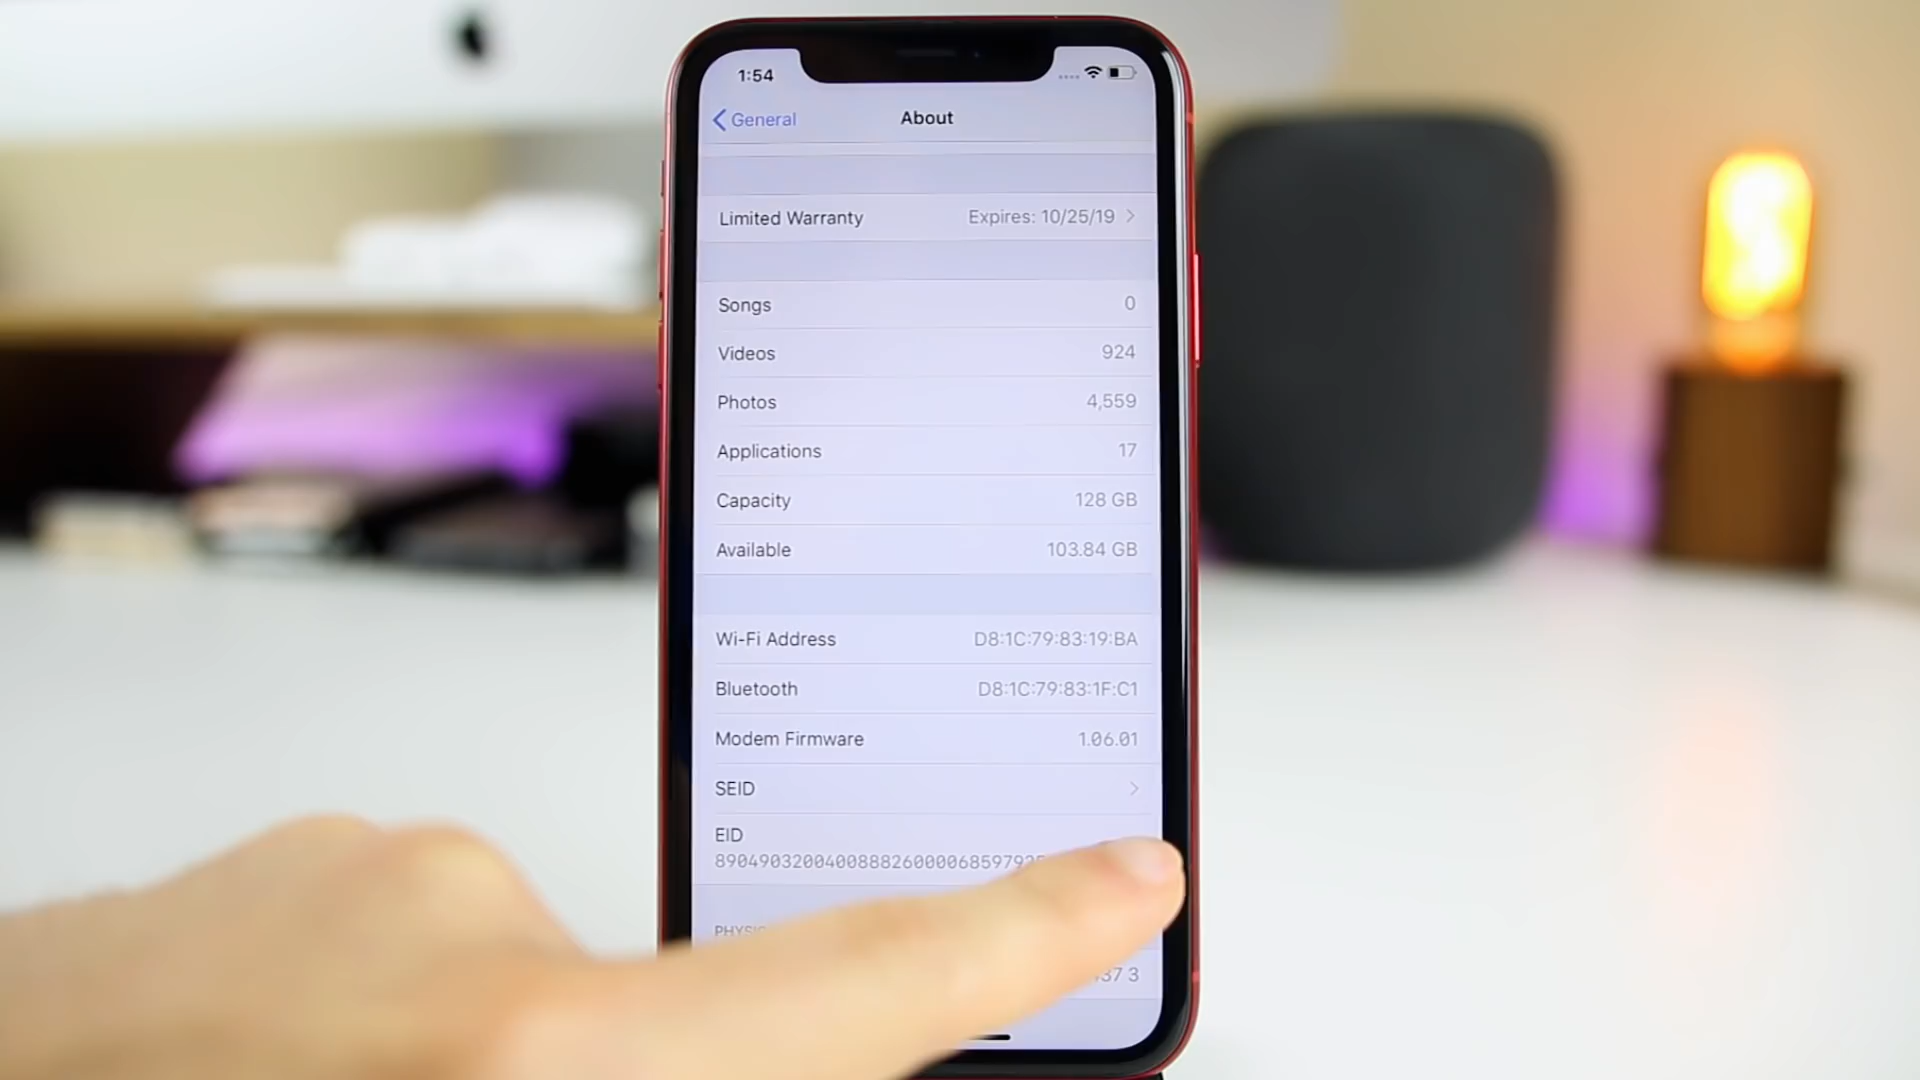 1:54
General
About
Limited Warranty Expires: 10/25/19
Songs 0
Videos 924
Photos 4,559
Applications 17
Capacity 128 GB
Available 103.84 GB
Wi-Fi Address D8:1C:79:83:19:BA
Bluetooth D8:1C:79:83:1F:C1
Modem Firmware 1.06.01
SEID
EID